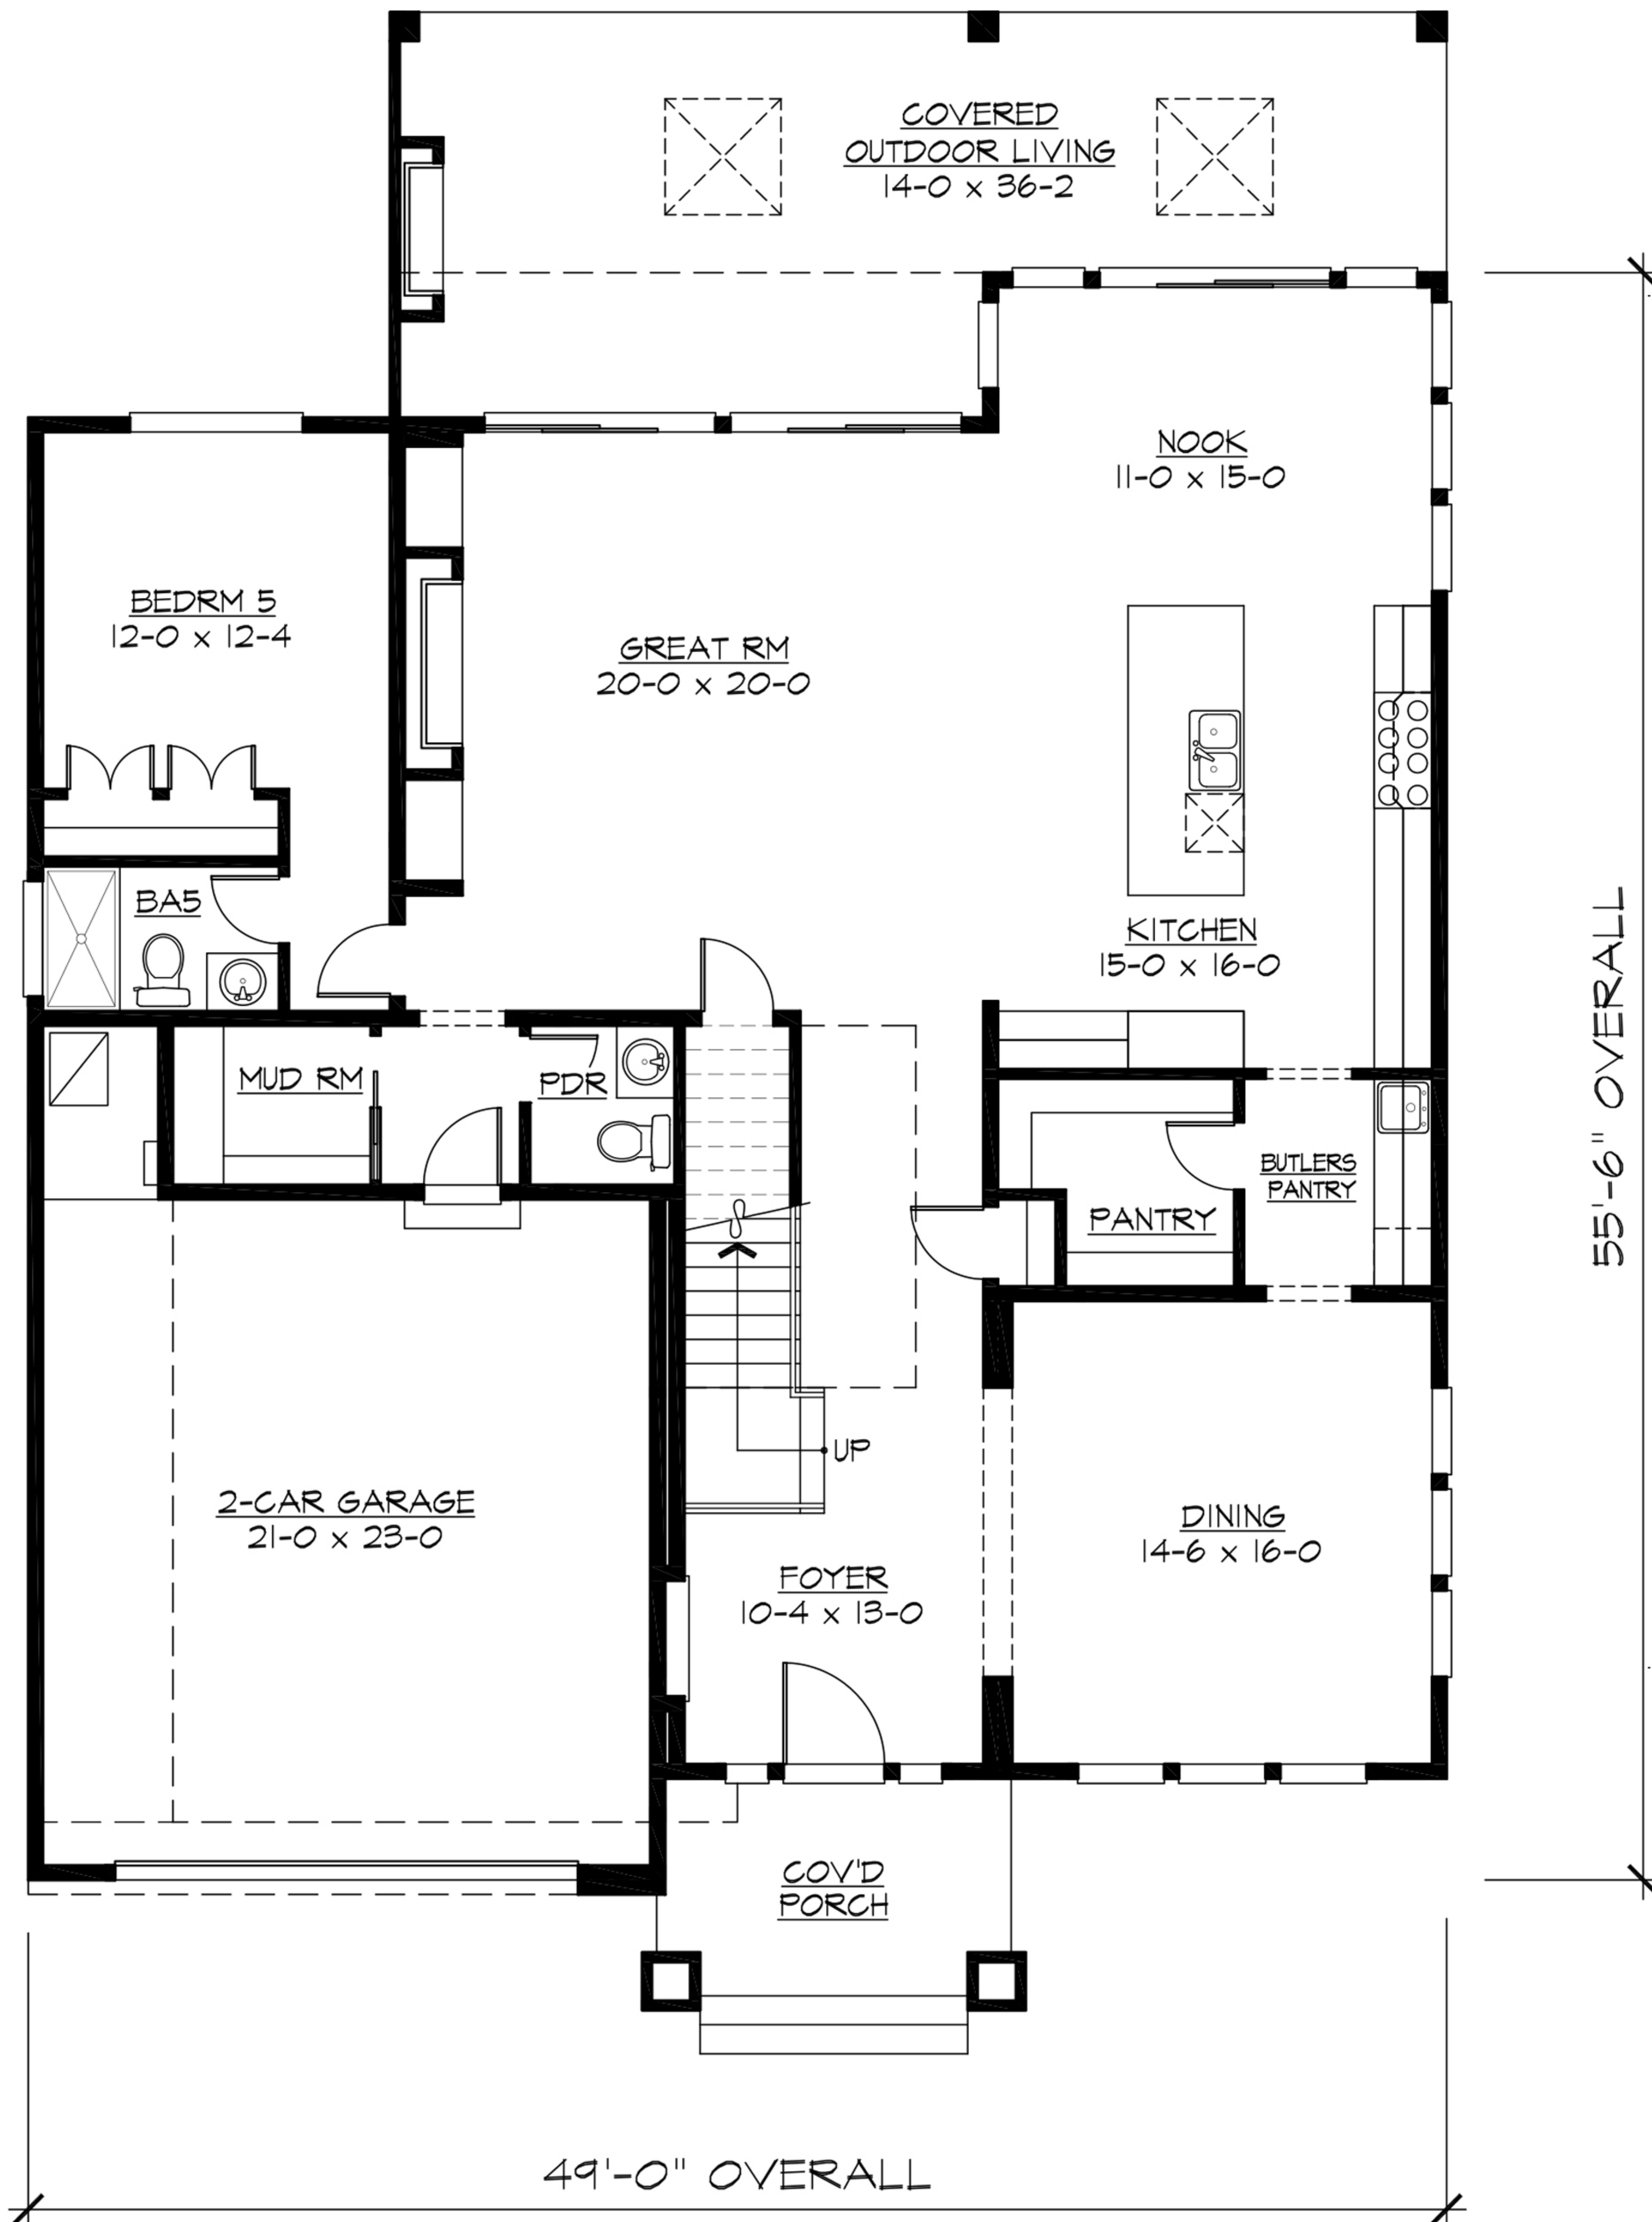 COVERED
OUTDOOR LIVING
14-0 x 36-2
NOOK
11-0 x 15-0
BEDRM 5
12-0 x 12-4
GREAT RM
20-0 x 20-0
BA5
KITCHEN
15-0 x 16-0
MUD RM
PDR
BUTLERS
PANTRY
PANTRY
UP
2-CAR GARAGE
21-0 x 23-0
DINING
14-6 x 16-0
FOYER
10-4 x 13-0
COV'D
PORCH
55'-6" OVERALL
49'-0" OVERALL